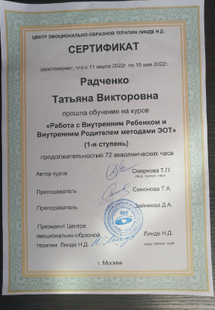 ЦЕНТР ЭМОЦИОНАЛЬНО-ОБРАЗНОЙ ТЕРАПИИ ЛИНДЕ Н.Д.
СЕРТИФИКАТ
удостоверяет, что с 11 марта 2022г по 15 мая 2022г.
Радченко
Татьяна Викторовна
прошла обучение на курсе
«Работа с Внутренним Ребенком и
Внутренним Родителем методами ЭОТ»
(1-я ступень)
продолжительностью 72 академических часа
Автор курса Смирнова Т.П.
Преподаватель Семенова Т.А.
Преподаватель Зайнеева Д.А.
Президент Центра
эмоционально-образной
терапии Линде Н.Д. Линде Н.Д.
г. Москва